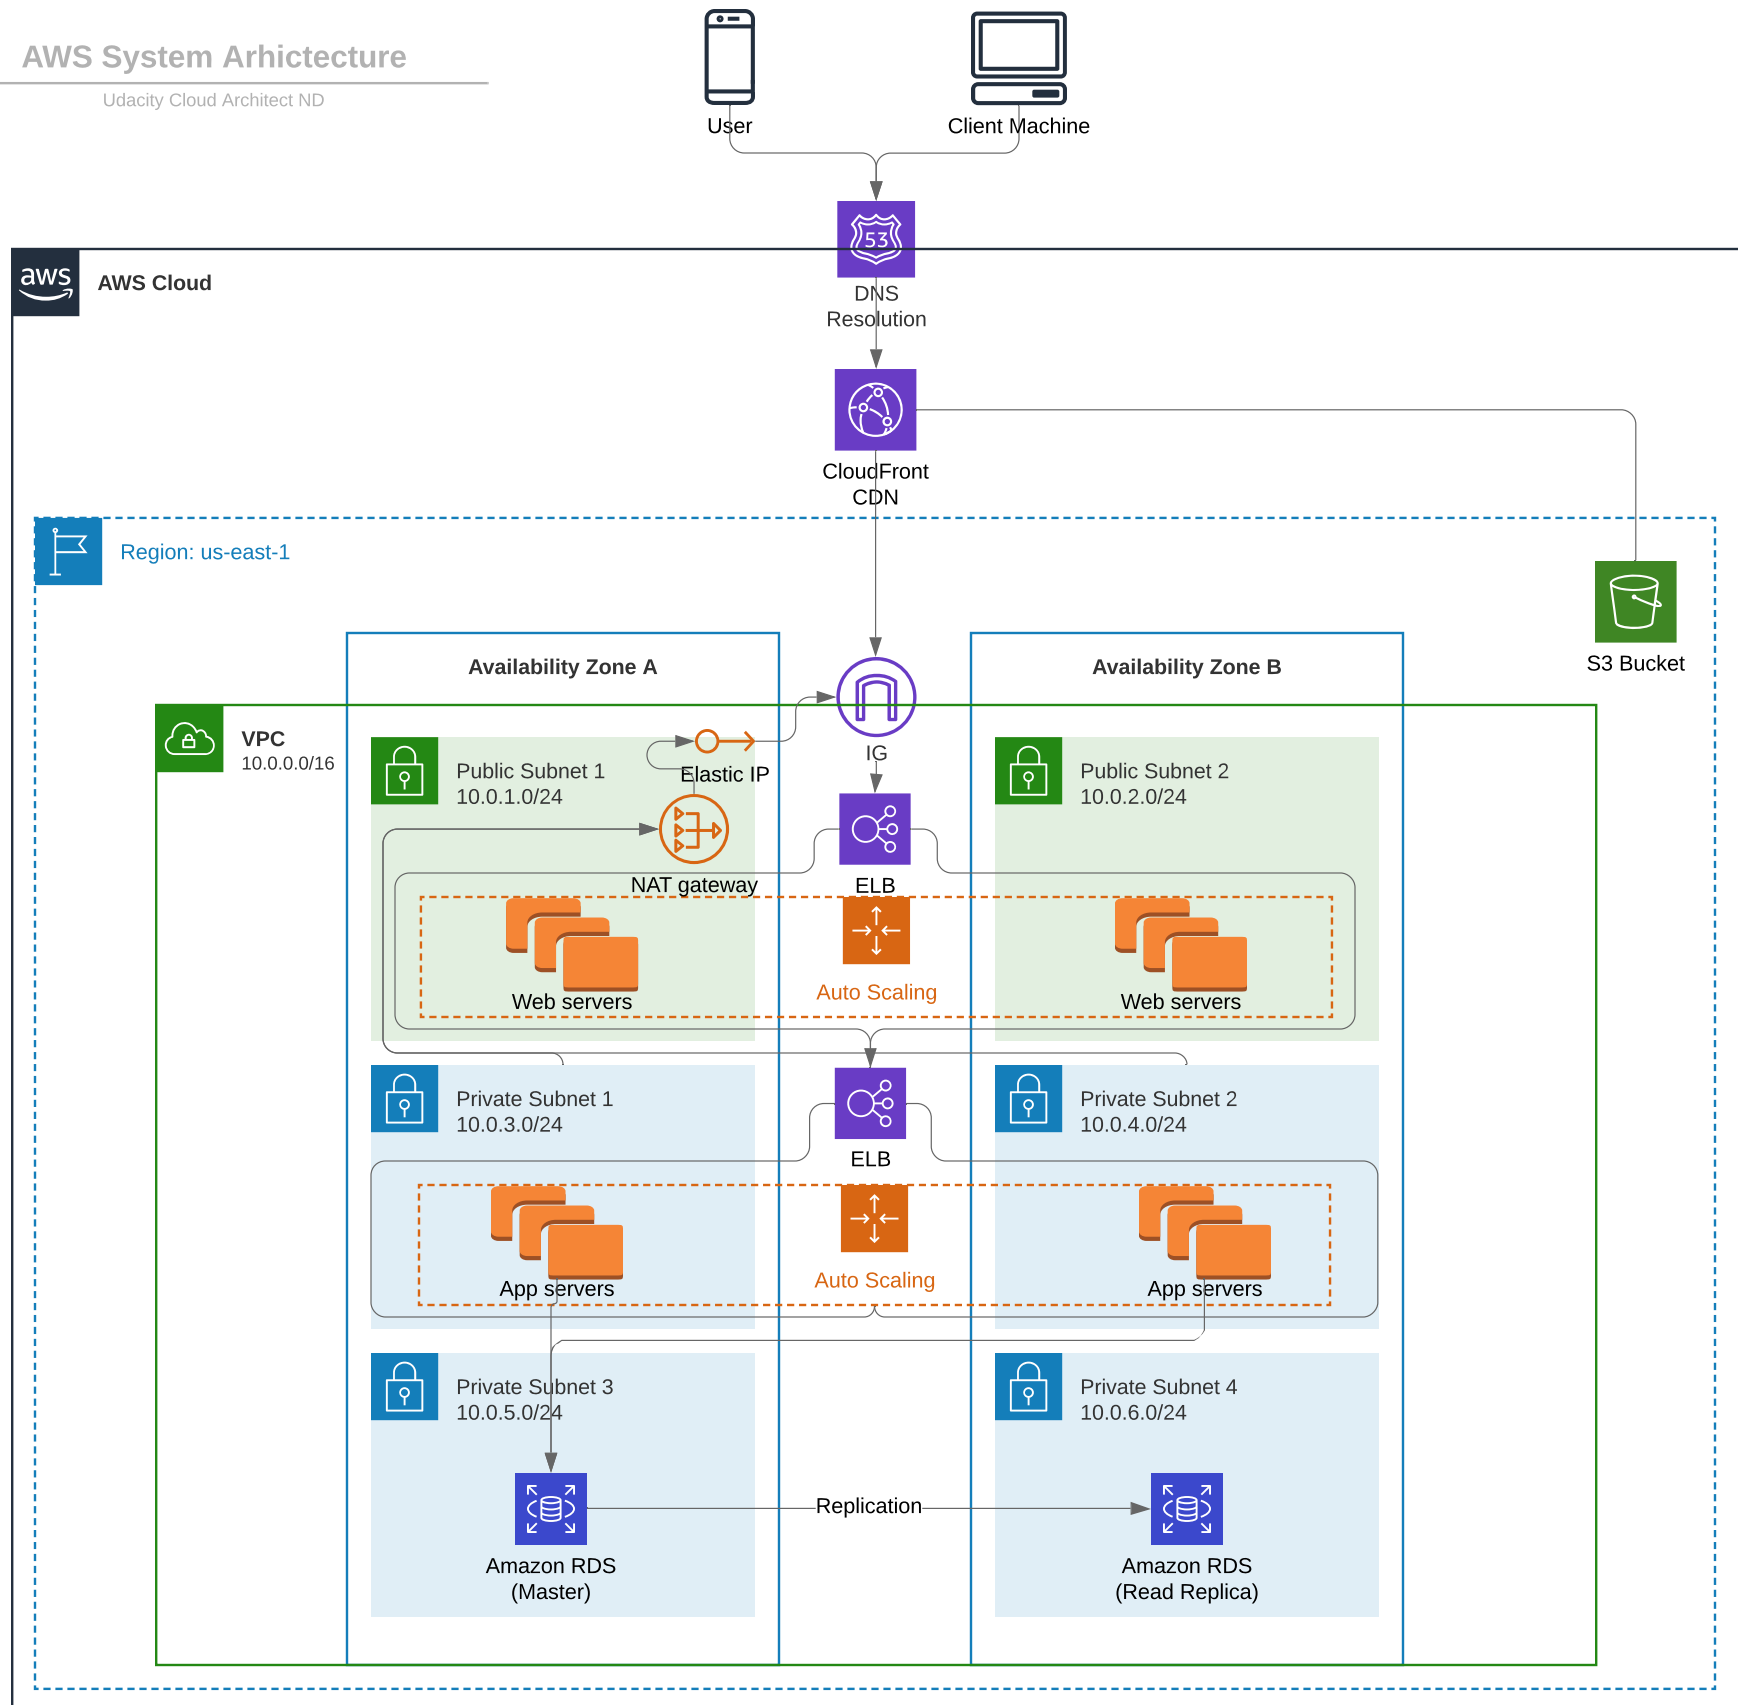 AWS System Arhictecture
Udacity Cloud Architect ND
User
Client Machine
53
aws
AWS Cloud
DNS
Resolution
CloudFront
CDN
Region: us-east-1
S3 Bucket
Availability Zone A
Availability Zone B
VPC
10.0.0.0/16
IG
Public Subnet 1
10.0.1.0/24
Elastic IP
Public Subnet 2
10.0.2.0/24
NAT gateway
ELB
Web servers
Auto Scaling
Web servers
Private Subnet 1
10.0.3.0/24
Private Subnet 2
10.0.4.0/24
ELB
App servers
Auto Scaling
App servers
Private Subnet 3
10.0.5.0/24
Private Subnet 4
10.0.6.0/24
Replication
Amazon RDS
(Master)
Amazon RDS
(Read Replica)